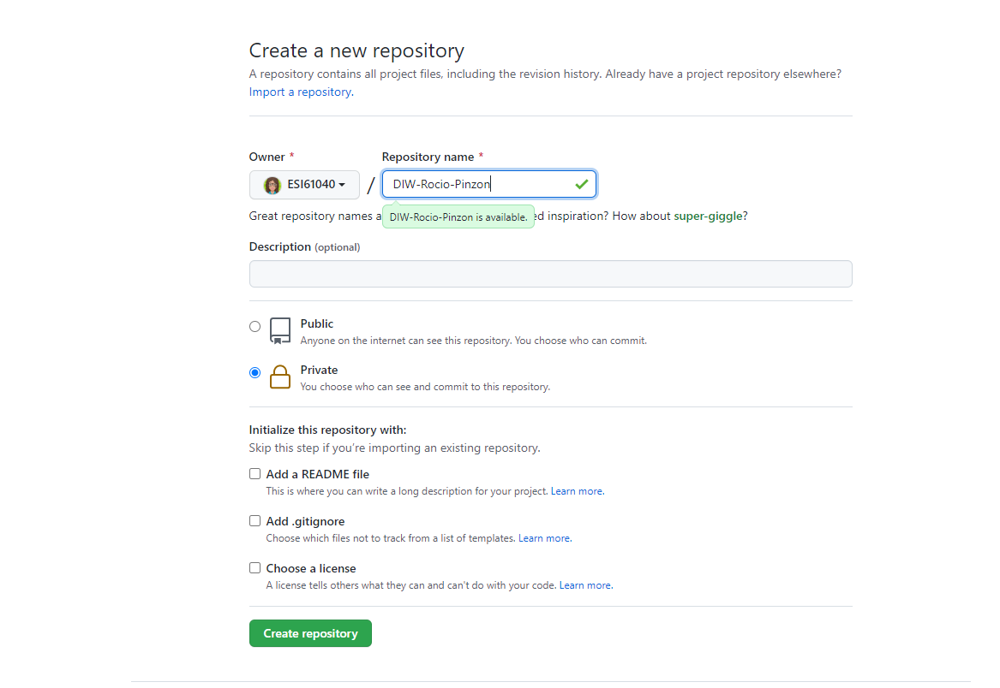 Create a new repository
A repository contains all project files, including the revision history. Already have a project repository elsewhere?
Import a repository.
Owner *
Repository name *
ESI61040
/
DIW-Rocio-Pinzon
Great repository names a
DIW-Rocio-Pinzon is available.
ed inspiration? How about super-giggle?
Description (optional)
Public
Anyone on the internet can see this repository. You choose who can commit.
Private
You choose who can see and commit to this repository.
Initialize this repository with:
Skip this step if you're importing an existing repository.
Add a README file
This is where you can write a long description for your project. Learn more.
Add .gitignore
Choose which files not to track from a list of templates. Learn more.
Choose a license
A license tells others what they can and can't do with your code. Learn more.
Create repository